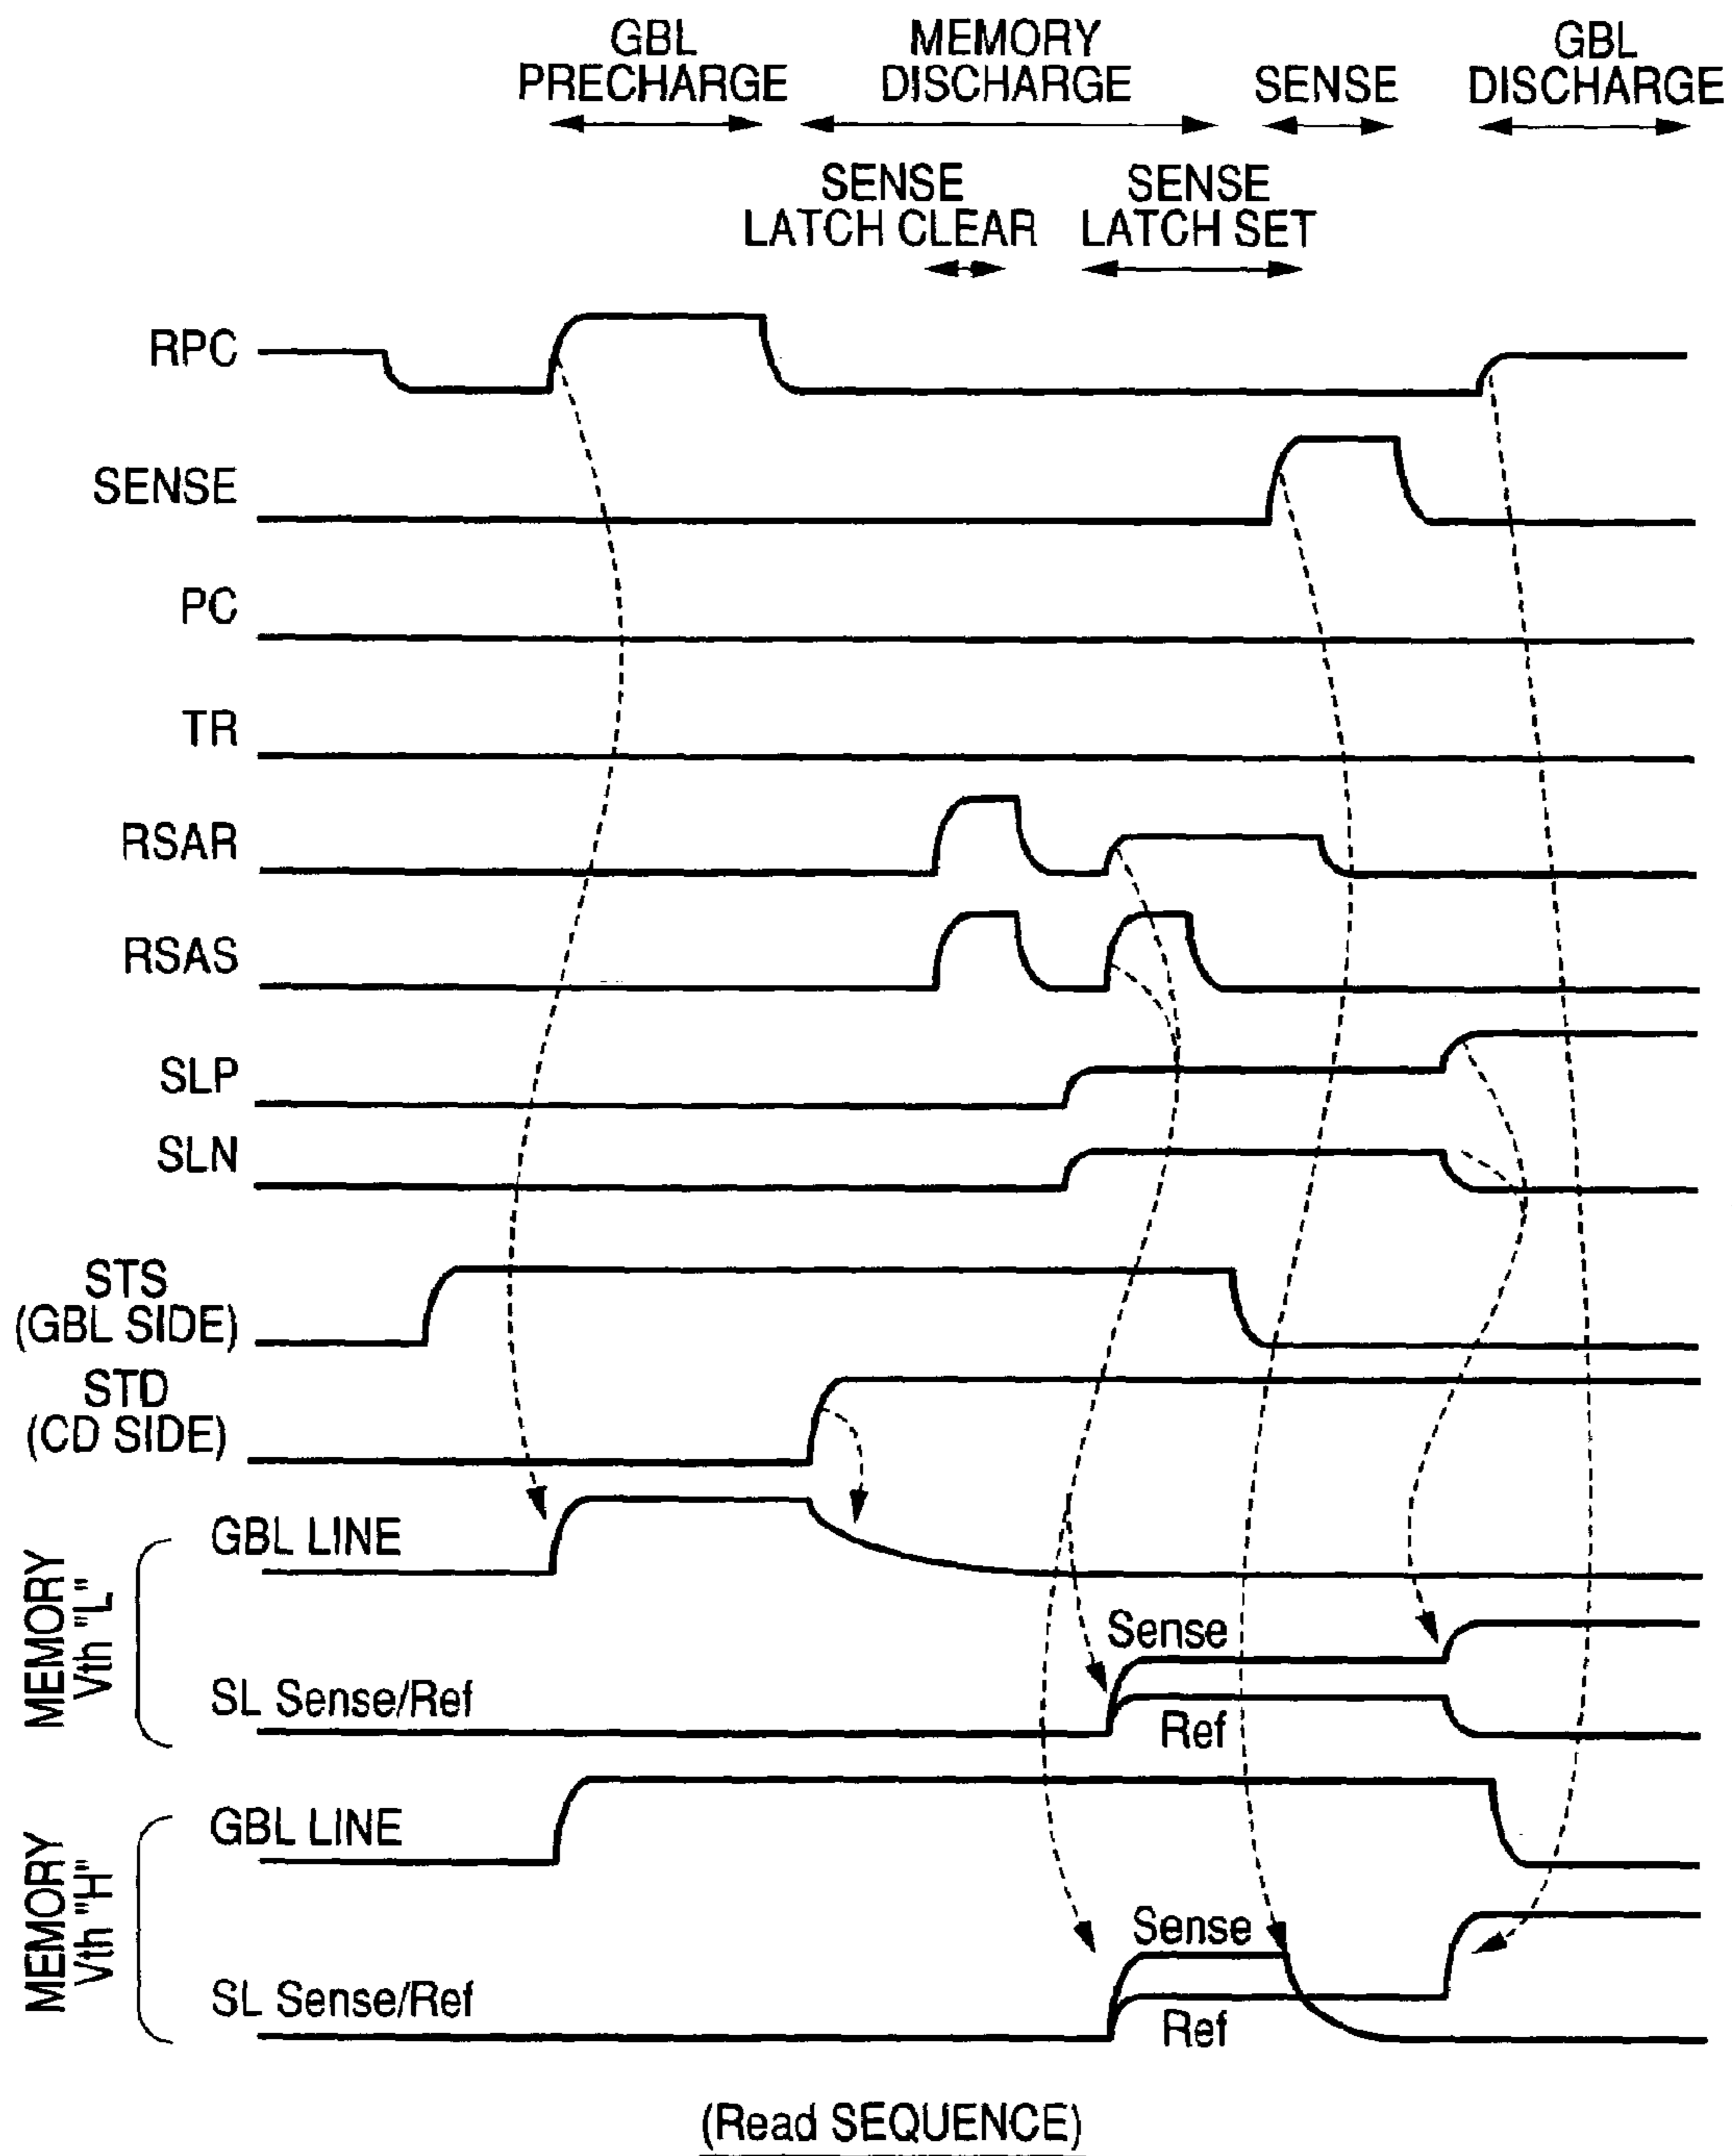 GBL
PRECHARGE
MEMORY
DISCHARGE
SENSE
GBL
DISCHARGE
SENSE
LATCH CLEAR
SENSE
LATCH SET
RPC
SENSE
PC
TR
RSAR
RSAS
SLP
SLN
STS
(GBL SIDE)
STD
(CD SIDE)
MEMORY
Vth "L"
GBL LINE
Sense
SL Sense/Ref
Ref
MEMORY
Vth "H"
GBL LINE
Sense
SL Sense/Ref
Ref
(Read SEQUENCE)